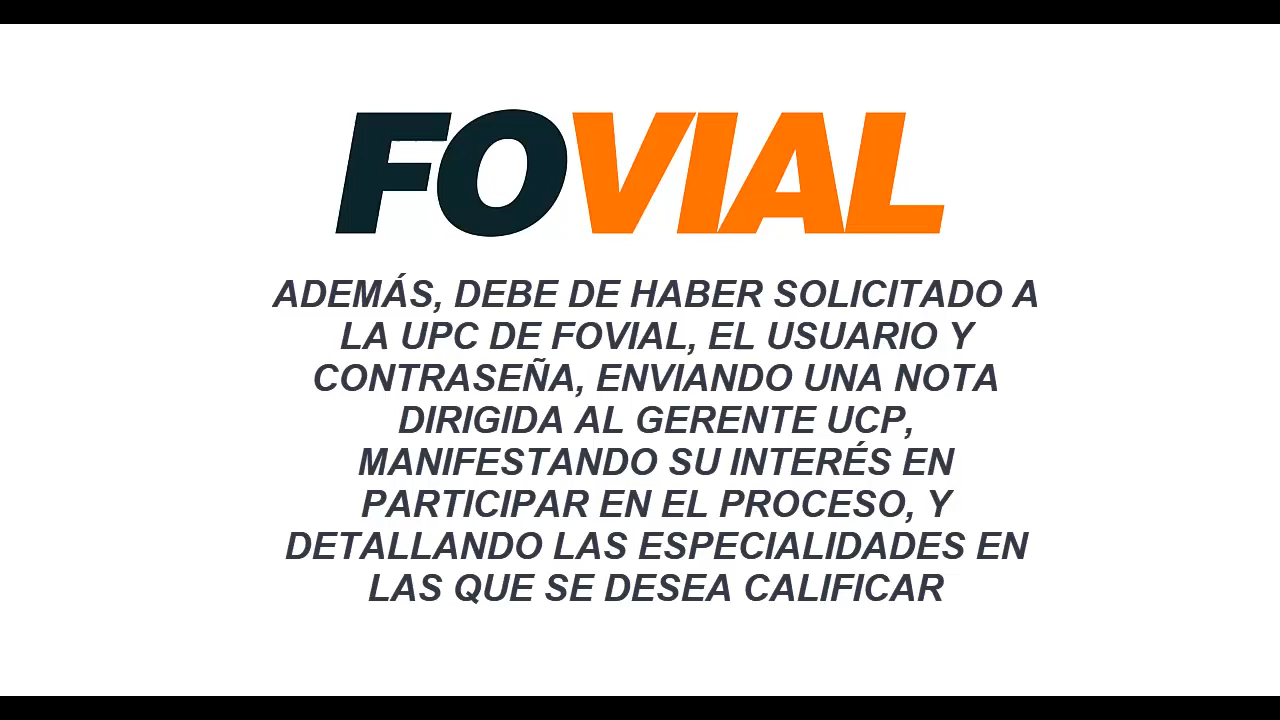 FOVIAL
ADEMÁS, DEBE DE HABER SOLICITADO A
LA UPC DE FOVIAL, EL USUARIO Y
CONTRASEÑA, ENVIANDO UNA NOTA
DIRIGIDA AL GERENTE UCP,
MANIFESTANDO SU INTERÉS EN
PARTICIPAR EN EL PROCESO, Y
DETALLANDO LAS ESPECIALIDADES EN
LAS QUE SE DESEA CALIFICAR